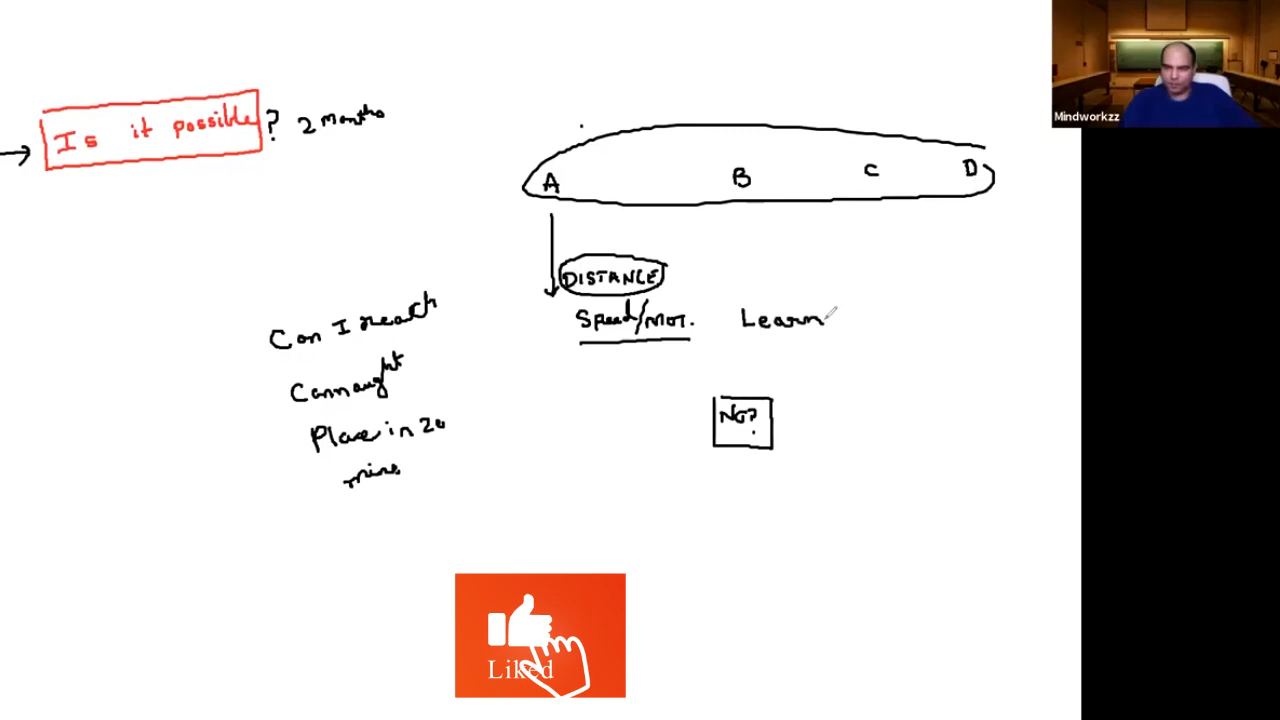 Is it possible? 2 Months
Mindworkzz
A B C D
DISTANCE
Speed/Mot. Learn
Can I reach
Cannaught
Place in 20
mins
NO?
Liked